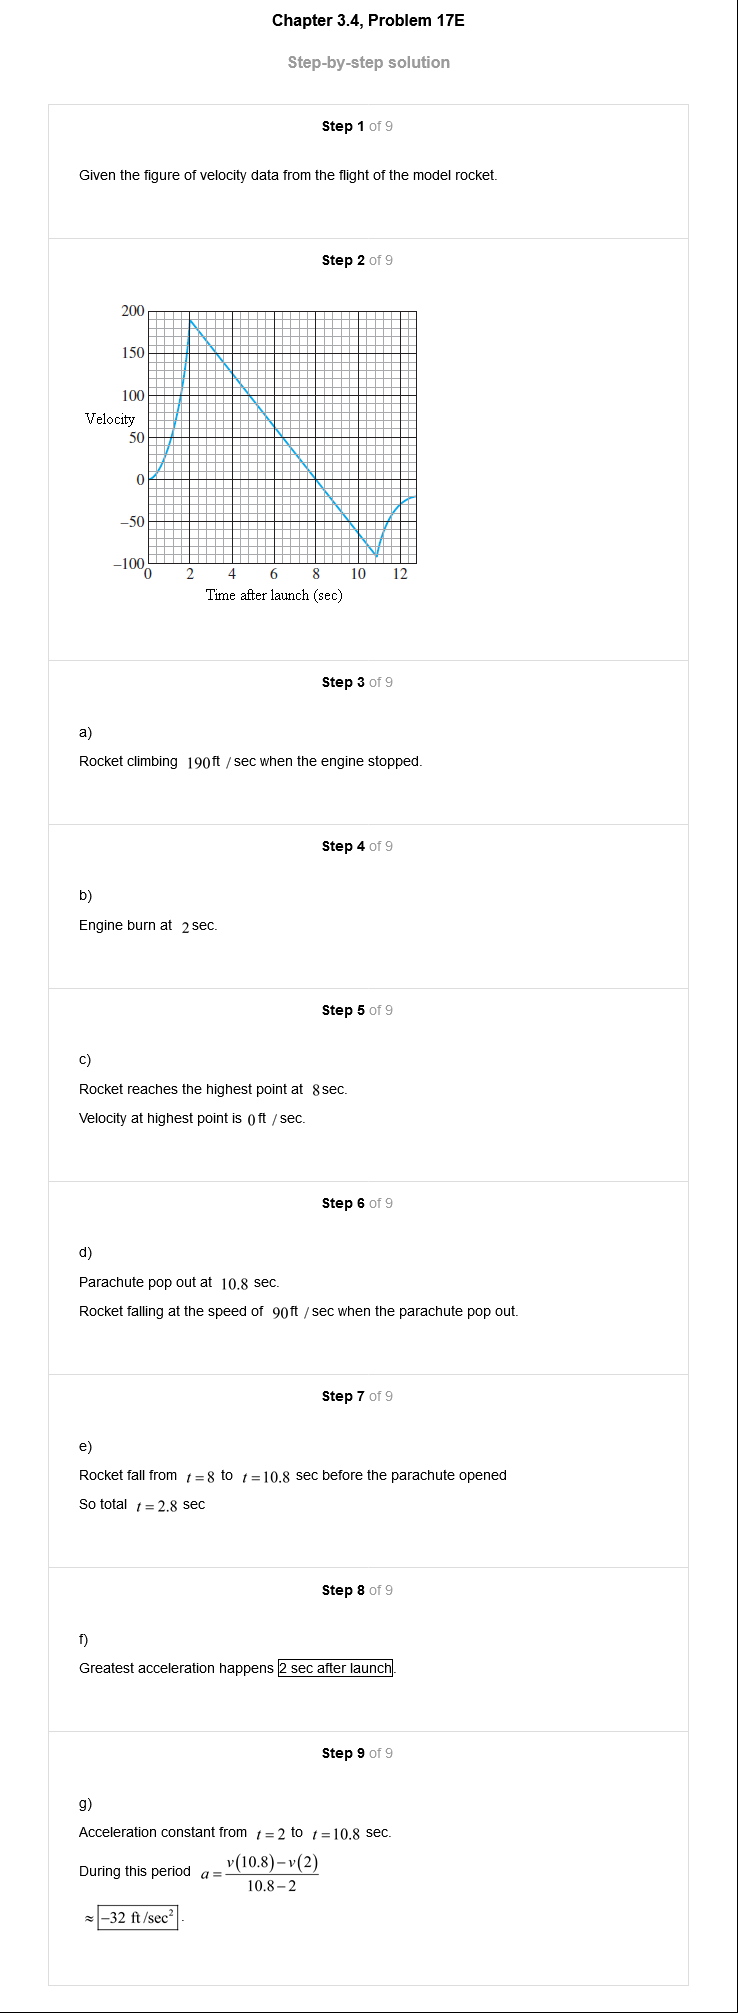 Chapter 3.4, Problem 17E
Step-by-step solution
Step 1 of 9
Given the figure of velocity data from the flight of the model rocket.
Step 2 of 9
200
150
100
Velocity
50
0
−50
−100
0 2 4 6 8 10 12
Time after launch (sec)
Step 3 of 9
a)
Rocket climbing 190 ft / sec when the engine stopped.
Step 4 of 9
b)
Engine burn at 2 sec.
Step 5 of 9
c)
Rocket reaches the highest point at 8 sec.
Velocity at highest point is 0 ft / sec.
Step 6 of 9
d)
Parachute pop out at 10.8 sec.
Rocket falling at the speed of 90 ft / sec when the parachute pop out.
Step 7 of 9
e)
Rocket fall from t = 8 to t = 10.8 sec before the parachute opened
So total t = 2.8 sec
Step 8 of 9
f)
Greatest acceleration happens 2 sec after launch.
Step 9 of 9
g)
Acceleration constant from t = 2 to t = 10.8 sec.
During this period a = v(10.8) − v(2) / 10.8 − 2
≈ −32 ft/sec².